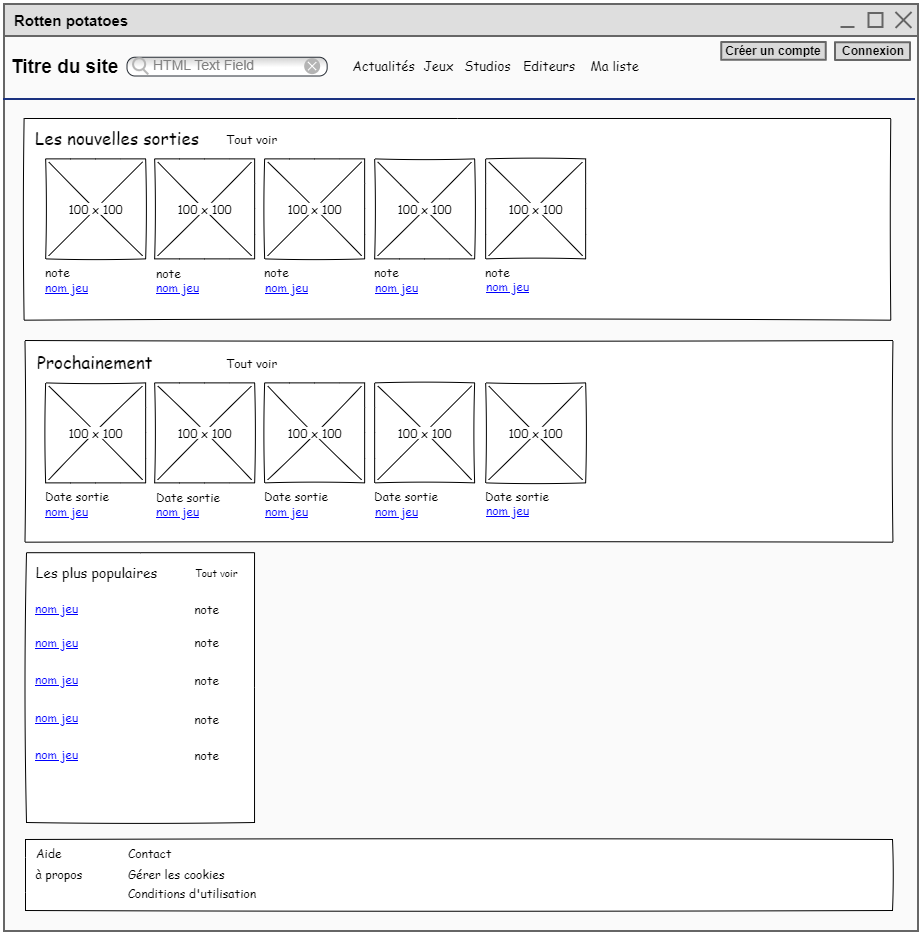 Rotten potatoes
Créer un compte Connexion
Titre du site HTML Text Field Actualités Jeux Studios Editeurs Ma liste
Les nouvelles sorties Tout voir
100 x 100 100 x 100 100 x 100 100 x 100 100 x 100
note note note note note
nom jeu nom jeu nom jeu nom jeu nom jeu
Prochainement Tout voir
100 x 100 100 x 100 100 x 100 100 x 100 100 x 100
Date sortie Date sortie Date sortie Date sortie Date sortie
nom jeu nom jeu nom jeu nom jeu nom jeu
Les plus populaires Tout voir
nom jeu note
nom jeu note
nom jeu note
nom jeu note
nom jeu note
Aide Contact
à propos Gérer les cookies
Conditions d'utilisation